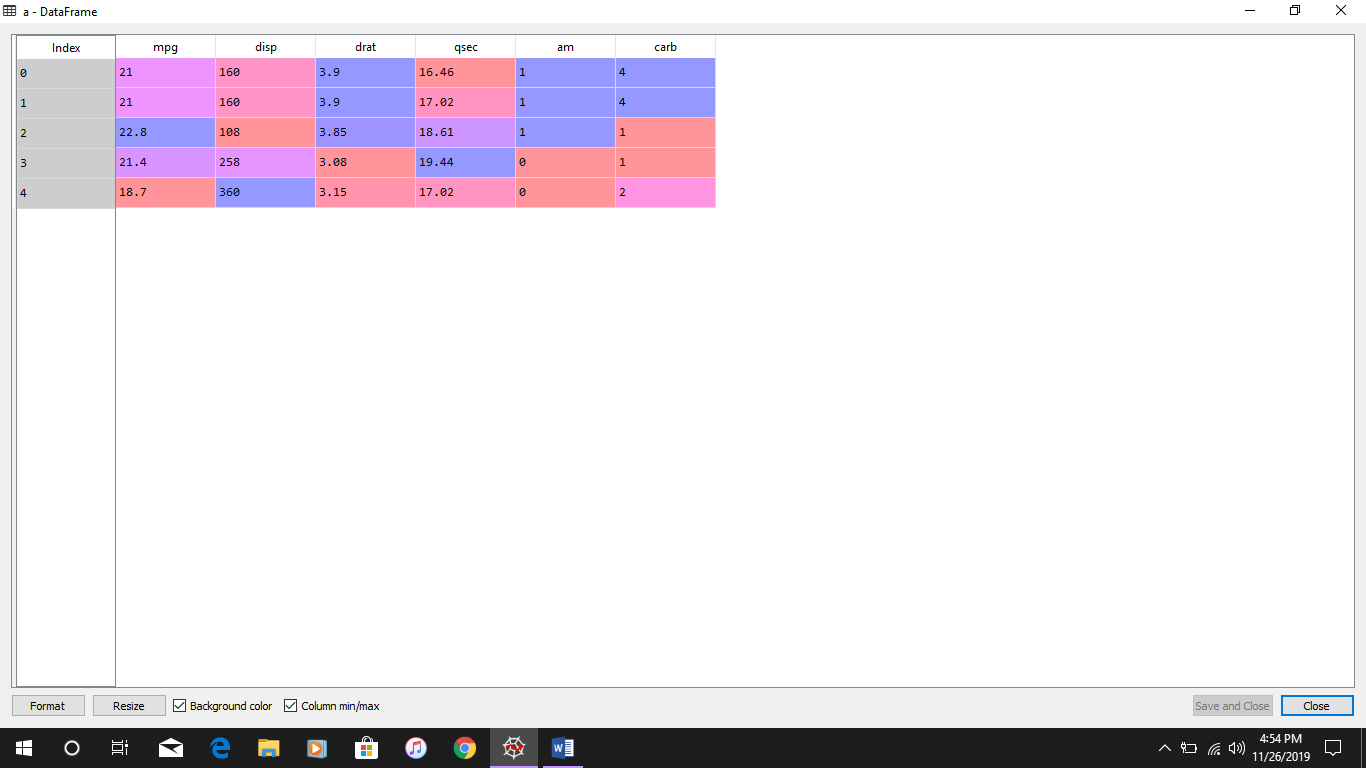 a - DataFrame
Index mpg disp drat qsec am carb
0 21 160 3.9 16.46 1 4
1 21 160 3.9 17.02 1 4
2 22.8 108 3.85 18.61 1 1
3 21.4 258 3.08 19.44 0 1
4 18.7 360 3.15 17.02 0 2
Format Resize Background color Column min/max Save and Close Close
4:54 PM
11/26/2019